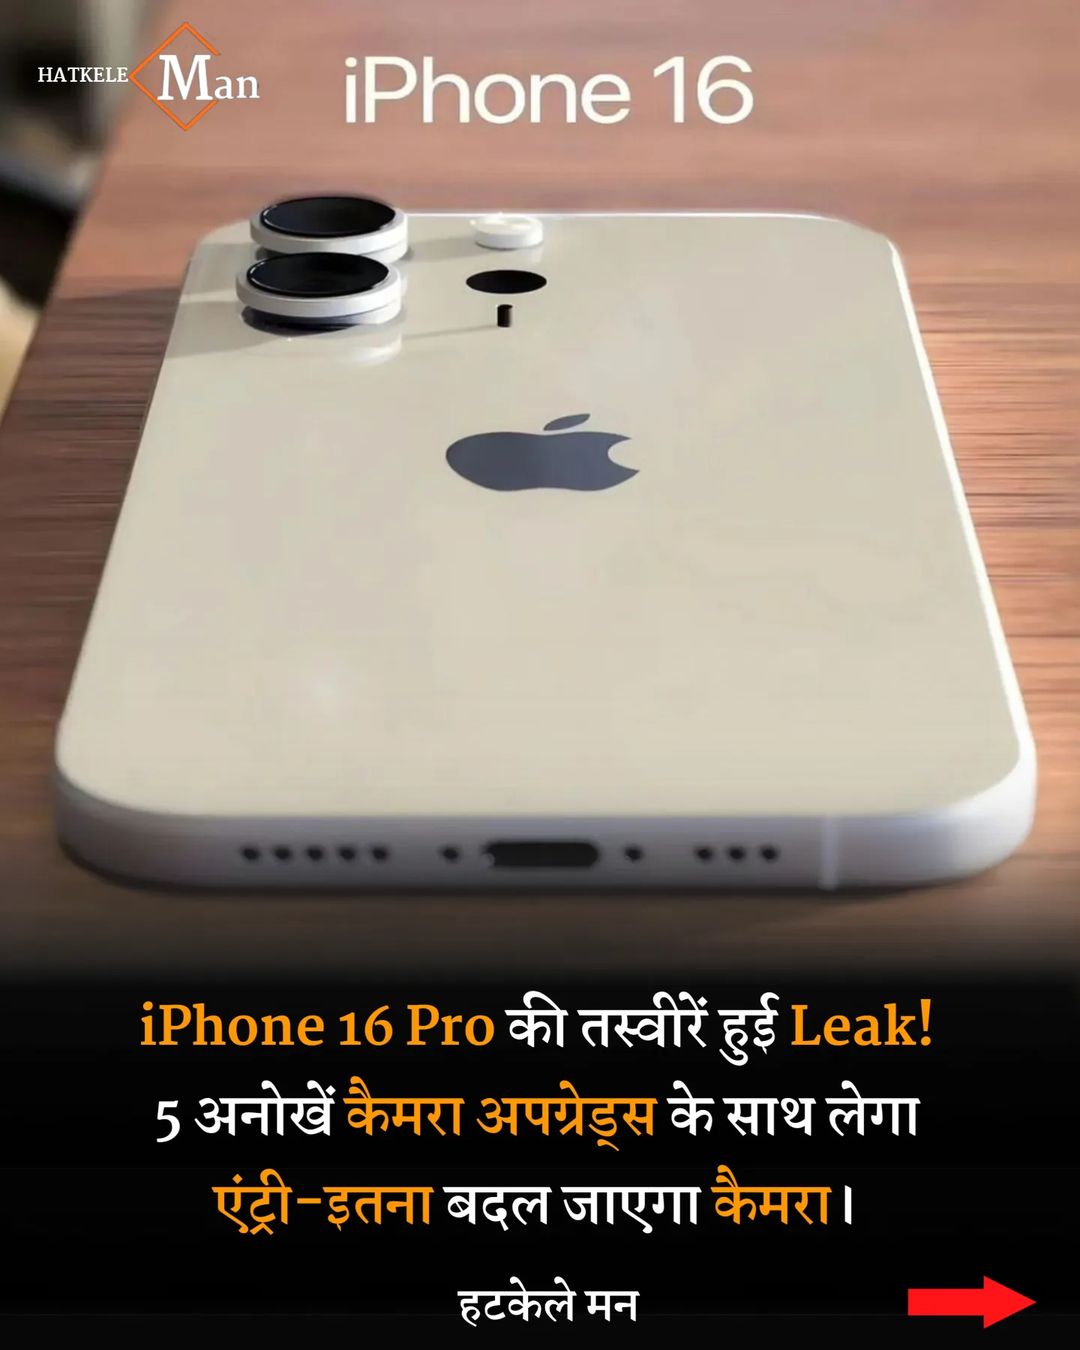 HATKELE Man
iPhone 16
iPhone 16 Pro की तस्वीरें हुई Leak!
5 अनोखें कैमरा अपग्रेड्स के साथ लेगा
एंट्री-इतना बदल जाएगा कैमरा।
हटकेले मन